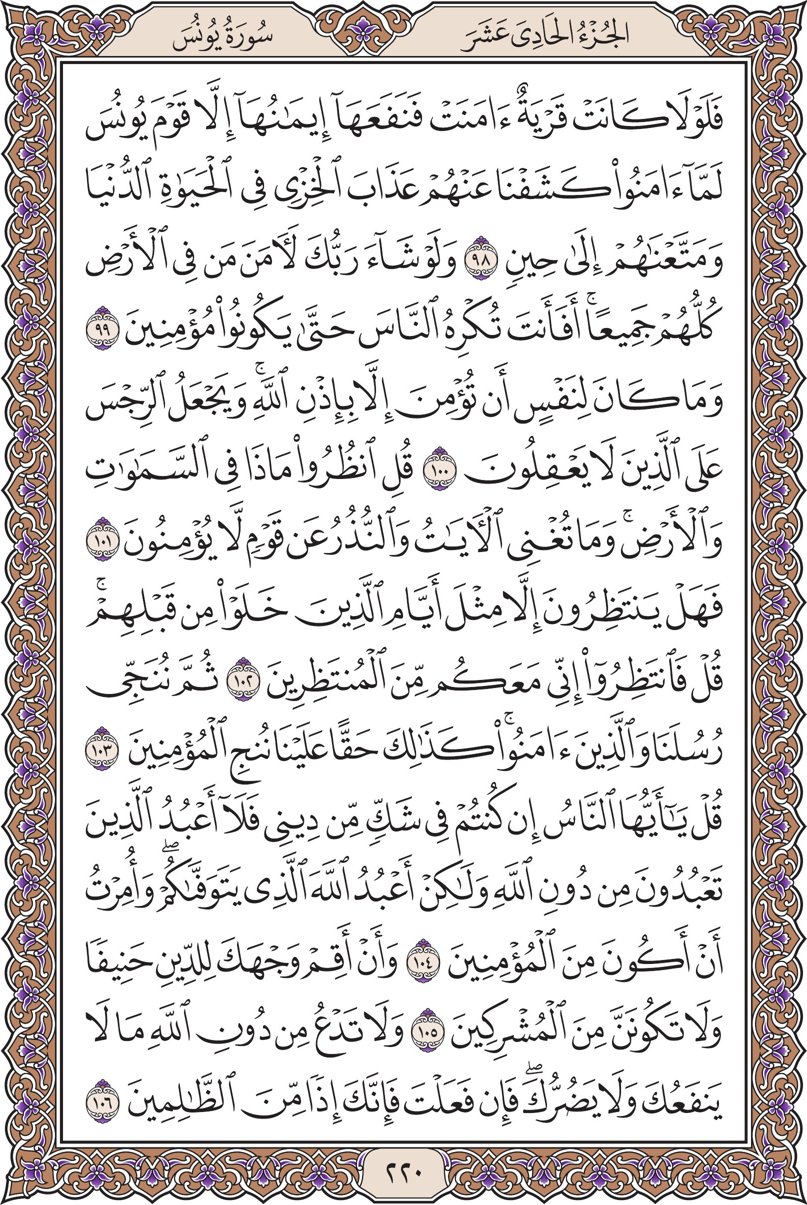 الجُزْءُ الحَادِىَ عَشَرَ
سُورَةُ يُونُسَ
فَلَوْلَا كَانَتْ قَرْيَةٌ ءَامَنَتْ فَنَفَعَهَآ إِيمَٰنُهَآ إِلَّا قَوْمَ يُونُسَ
لَمَّآ ءَامَنُوا۟ كَشَفْنَا عَنْهُمْ عَذَابَ ٱلْخِزْىِ فِى ٱلْحَيَوٰةِ ٱلدُّنْيَا
وَمَتَّعْنَٰهُمْ إِلَىٰ حِينٍ ٩٨ وَلَوْ شَآءَ رَبُّكَ لَءَامَنَ مَن فِى ٱلْأَرْضِ
كُلُّهُمْ جَمِيعًا ۚ أَفَأَنتَ تُكْرِهُ ٱلنَّاسَ حَتَّىٰ يَكُونُوا۟ مُؤْمِنِينَ ٩٩
وَمَا كَانَ لِنَفْسٍ أَن تُؤْمِنَ إِلَّا بِإِذْنِ ٱللَّهِ ۚ وَيَجْعَلُ ٱلرِّجْسَ
عَلَى ٱلَّذِينَ لَا يَعْقِلُونَ ١٠٠ قُلِ ٱنظُرُوا۟ مَاذَا فِى ٱلسَّمَٰوَٰتِ
وَٱلْأَرْضِ ۚ وَمَا تُغْنِى ٱلْءَايَٰتُ وَٱلنُّذُرُ عَن قَوْمٍ لَّا يُؤْمِنُونَ ١٠١
فَهَلْ يَنتَظِرُونَ إِلَّا مِثْلَ أَيَّامِ ٱلَّذِينَ خَلَوْا۟ مِن قَبْلِهِمْ ۚ
قُلْ فَٱنتَظِرُوٓا۟ إِنِّى مَعَكُم مِّنَ ٱلْمُنتَظِرِينَ ١٠٢ ثُمَّ نُنَجِّى
رُسُلَنَا وَٱلَّذِينَ ءَامَنُوا۟ ۚ كَذَٰلِكَ حَقًّا عَلَيْنَا نُنجِ ٱلْمُؤْمِنِينَ ١٠٣
قُلْ يَٰٓأَيُّهَا ٱلنَّاسُ إِن كُنتُمْ فِى شَكٍّ مِّن دِينِى فَلَآ أَعْبُدُ ٱلَّذِينَ
تَعْبُدُونَ مِن دُونِ ٱللَّهِ وَلَٰكِنْ أَعْبُدُ ٱللَّهَ ٱلَّذِى يَتَوَفَّىٰكُمْ ۖ وَأُمِرْتُ
أَنْ أَكُونَ مِنَ ٱلْمُؤْمِنِينَ ١٠٤ وَأَنْ أَقِمْ وَجْهَكَ لِلدِّينِ حَنِيفًا
وَلَا تَكُونَنَّ مِنَ ٱلْمُشْرِكِينَ ١٠٥ وَلَا تَدْعُ مِن دُونِ ٱللَّهِ مَا لَا
يَنفَعُكَ وَلَا يَضُرُّكَ ۖ فَإِن فَعَلْتَ فَإِنَّكَ إِذًا مِّنَ ٱلظَّٰلِمِينَ ١٠٦
٢٢٠